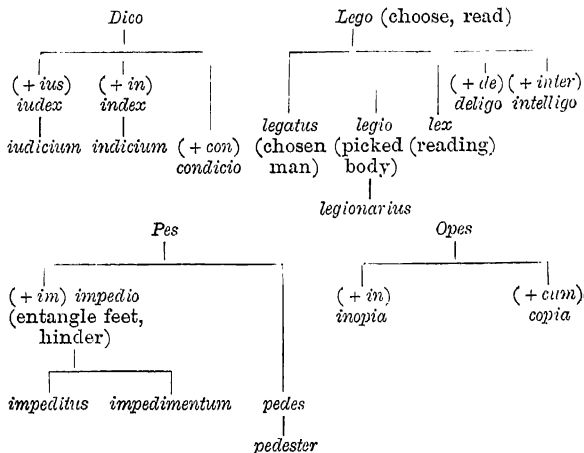 Dico
Lego (choose, read)
(+ ius)
iudex
(+ in)
index
(+ de)
deligo
(+ inter)
intelligo
iudicium
indicium
(+ con)
condicio
legatus
(chosen
man)
legio
(picked
body)
lex
(reading)
legionarius
Pes
Opes
(+ im) impedio
(entangle feet,
hinder)
(+ in)
inopia
(+ cum)
copia
impeditus
impedimentum
pedes
pedester